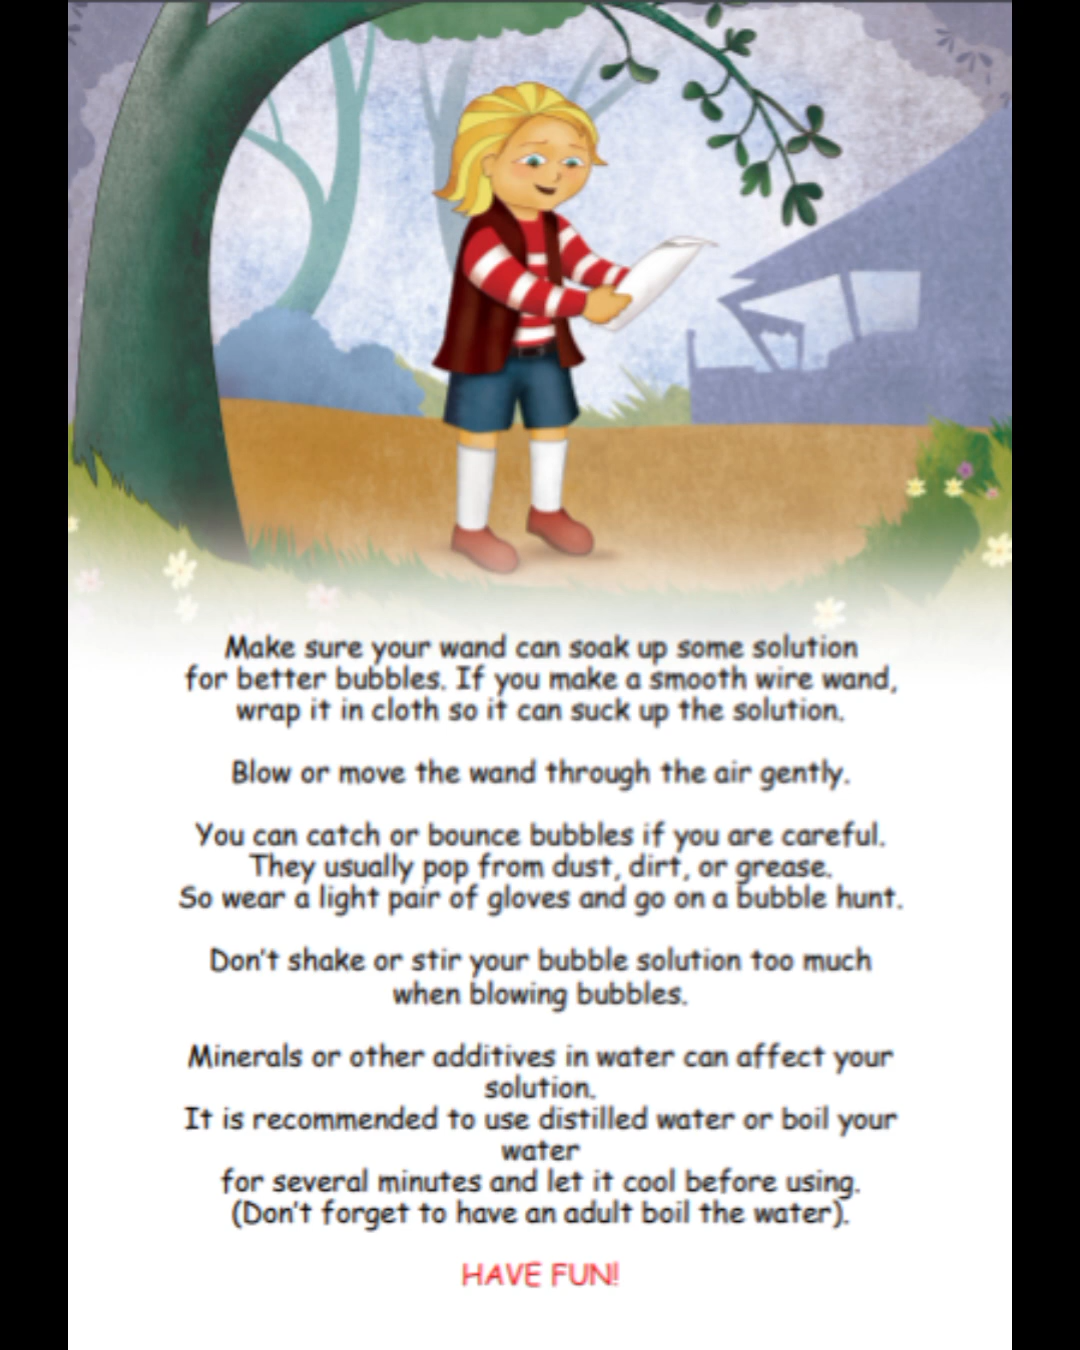 Make sure your wand can soak up some solution
for better bubbles. If you make a smooth wire wand,
wrap it in cloth so it can suck up the solution.
Blow or move the wand through the air gently.
You can catch or bounce bubbles if you are careful.
They usually pop from dust, dirt, or grease.
So wear a light pair of gloves and go on a bubble hunt.
Don't shake or stir your bubble solution too much
when blowing bubbles.
Minerals or other additives in water can affect your
solution.
It is recommended to use distilled water or boil your
water
for several minutes and let it cool before using.
(Don't forget to have an adult boil the water).
HAVE FUN!